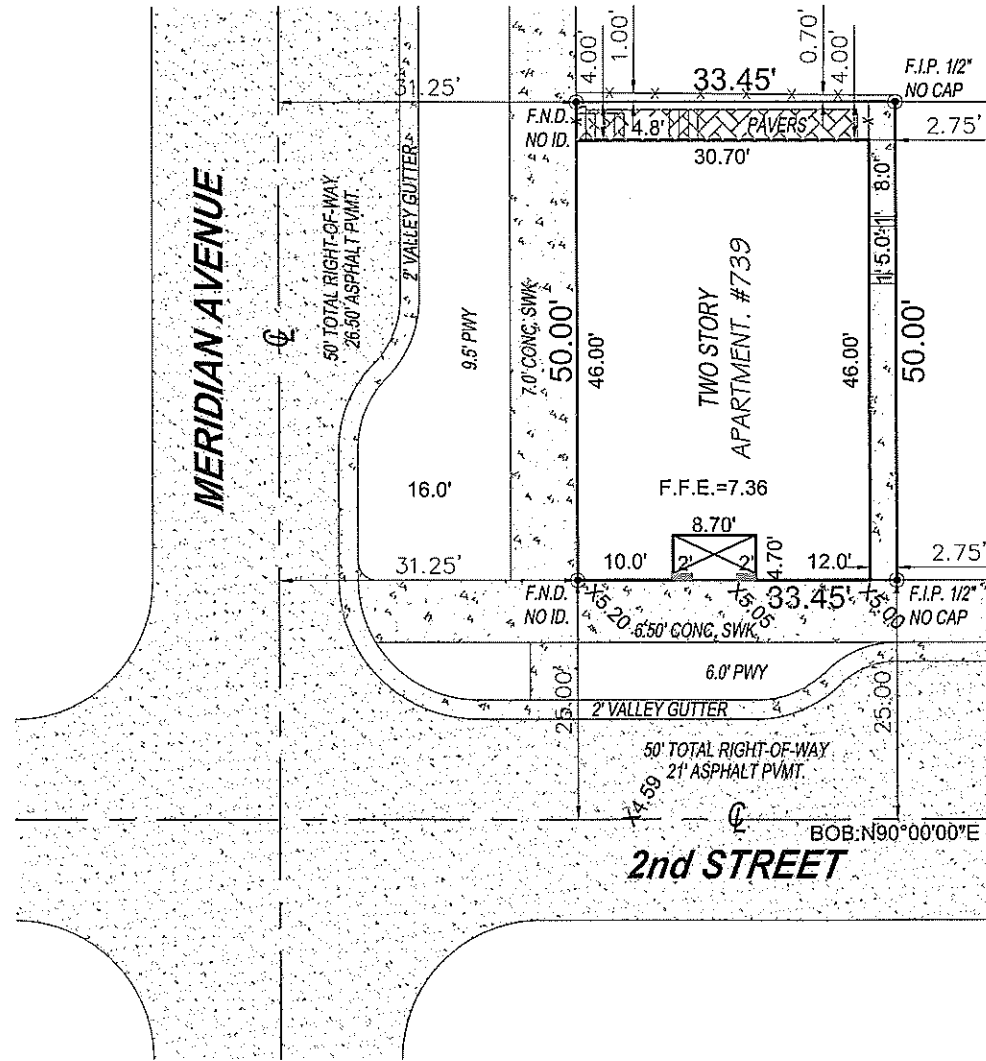 4.00'
1.00'
0.70'
4.00'
33.45'
F.I.P. 1/2"
NO CAP
31.25'
F.N.D.
NO ID.
4.8'
PAVERS
2.75'
30.70'
8.0'
1'
5.0'
1'
MERIDIAN AVENUE
50' TOTAL RIGHT-OF-WAY
26.50' ASPHALT PVMT.
2' VALLEY GUTTER
9.5' PWY
7.0' CONC. SWK
50.00'
46.00'
TWO STORY
APARTMENT. #739
46.00'
50.00'
16.0'
F.F.E.=7.36
8.70'
4.70'
31.25'
10.0'
2'
2'
12.0'
2.75'
F.N.D.
NO ID.
X5.20
X5.05
33.45'
X5.00
F.I.P. 1/2"
NO CAP
6.50' CONC. SWK
6.0' PWY
25.00'
25.00'
2' VALLEY GUTTER
50' TOTAL RIGHT-OF-WAY
21' ASPHALT PVMT.
X4.59
BOB:N90°00'00"E
2nd STREET